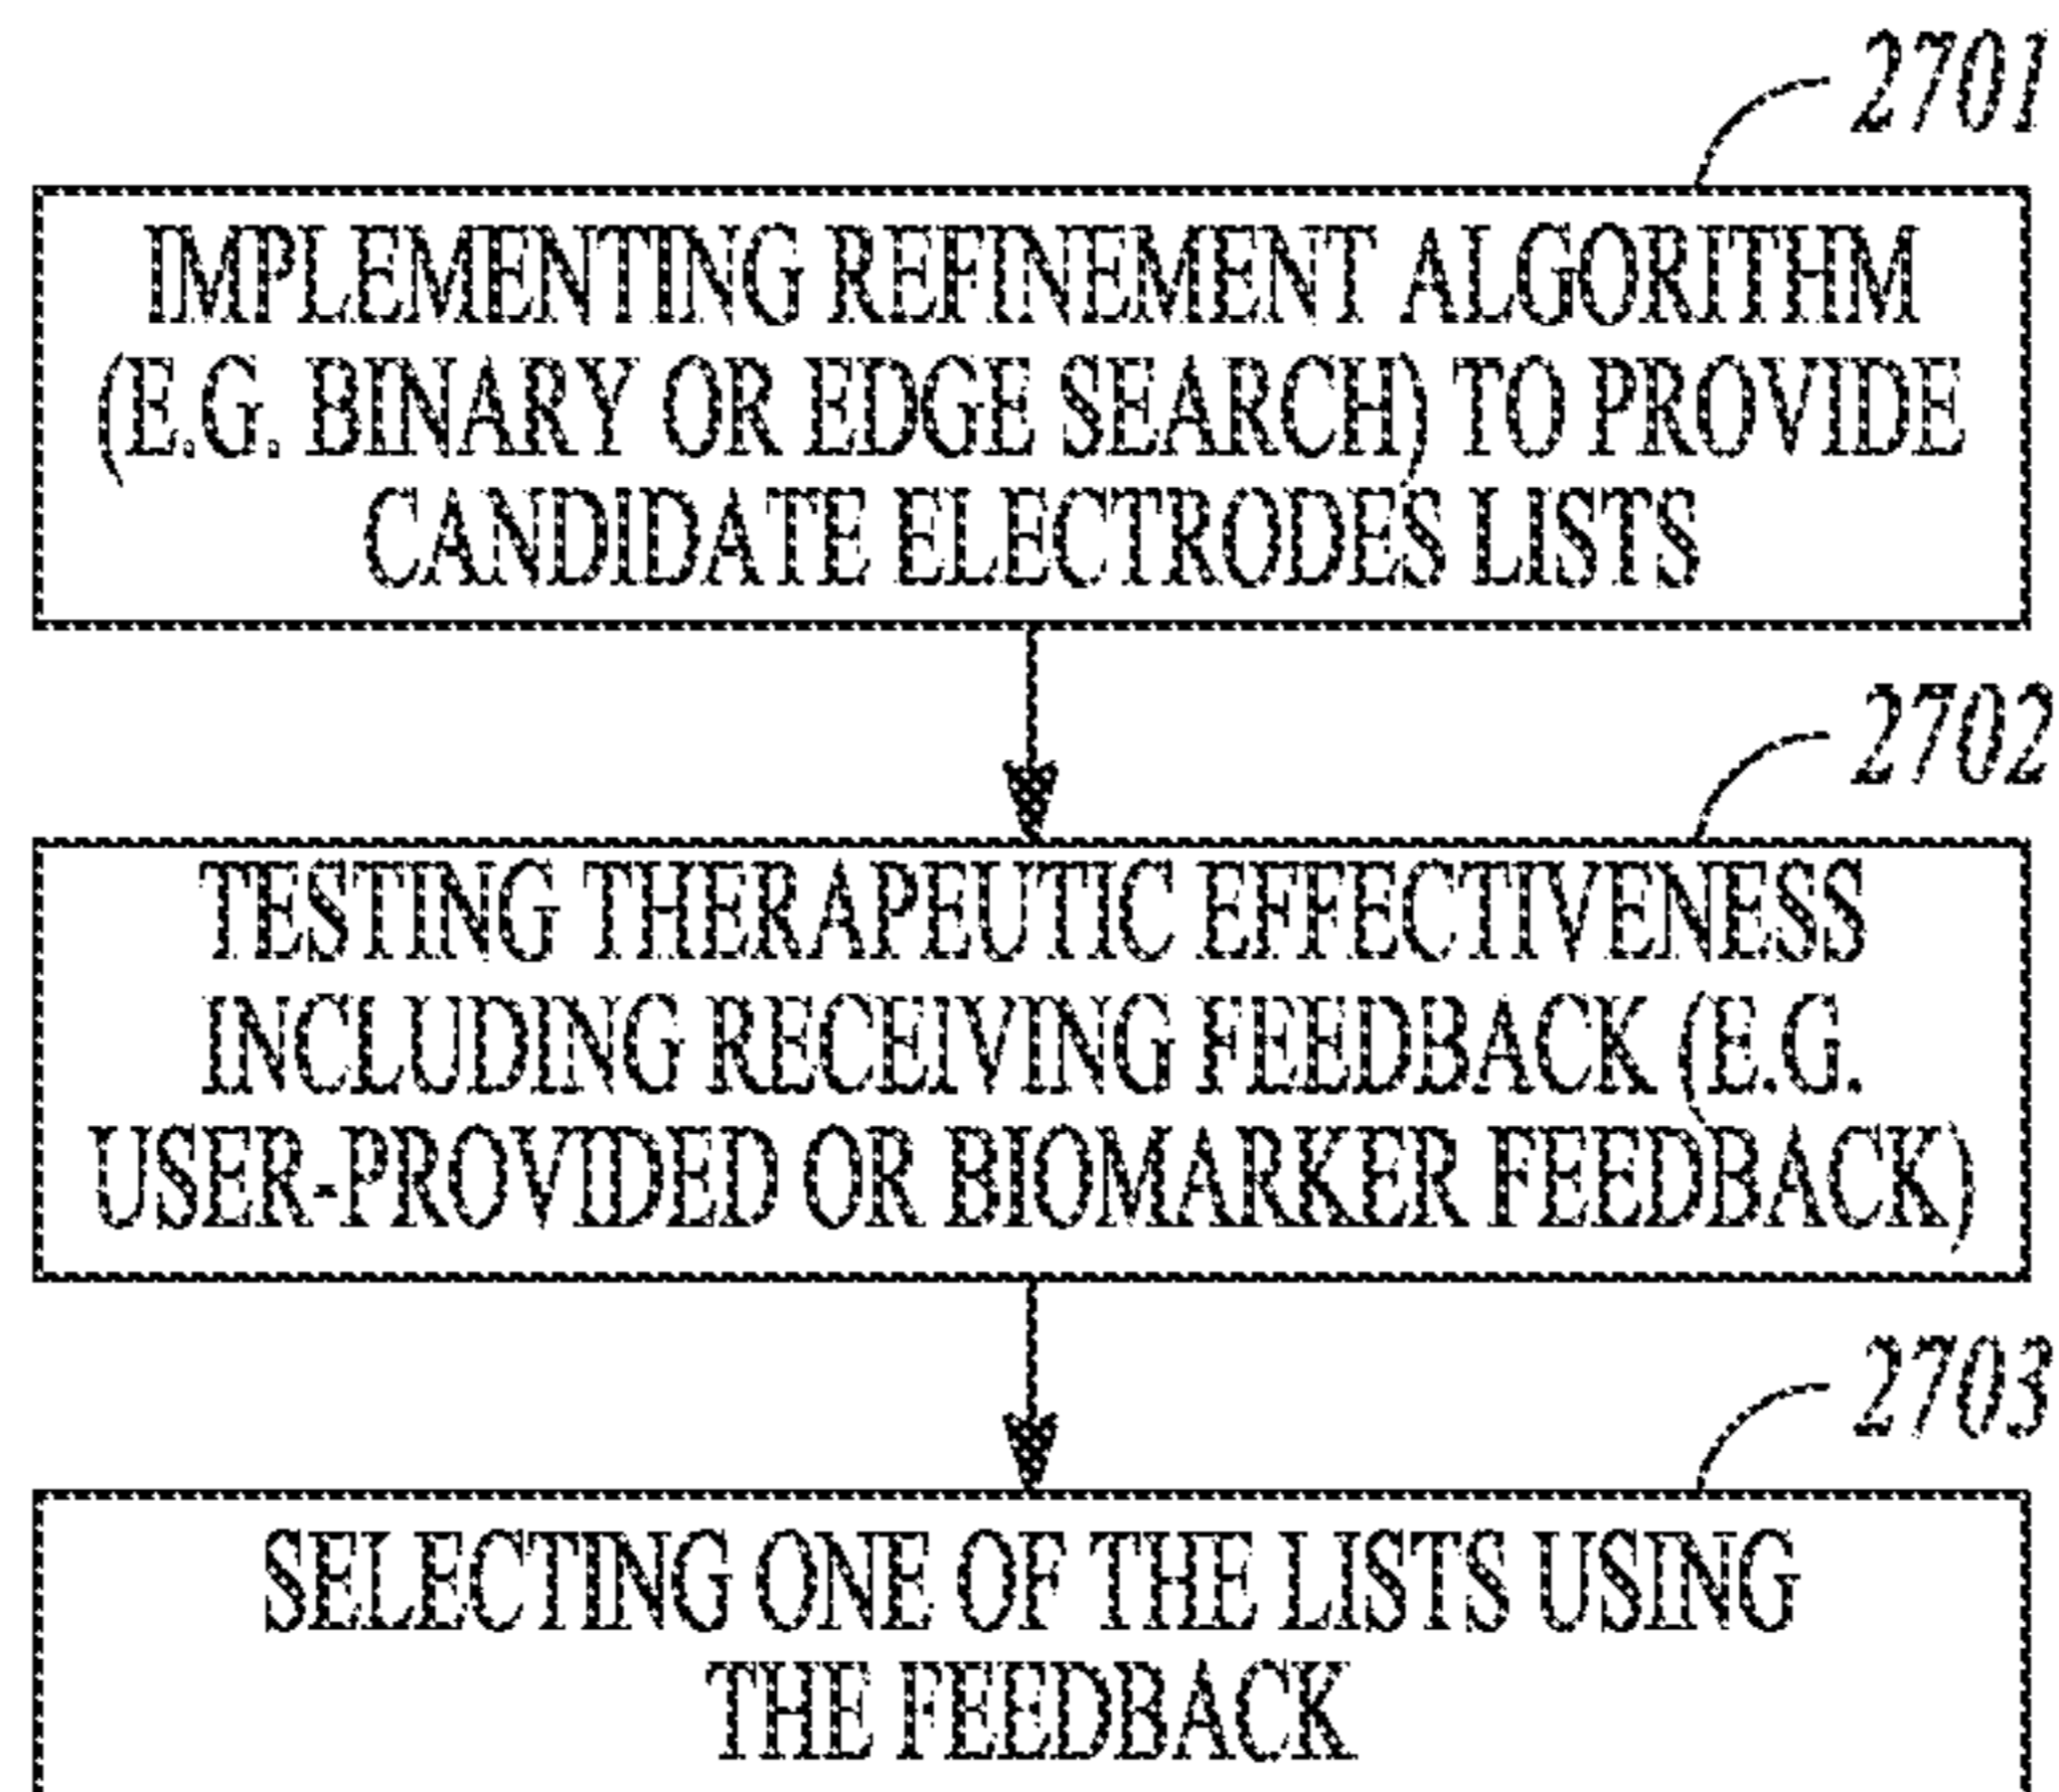 2701
IMPLEMENTING REFINEMENT ALGORITHM
(E.G. BINARY OR EDGE SEARCH) TO PROVIDE
CANDIDATE ELECTRODES LISTS
2702
TESTING THERAPEUTIC EFFECTIVENESS
INCLUDING RECEIVING FEEDBACK (E.G.
USER-PROVIDED OR BIOMARKER FEEDBACK)
2703
SELECTING ONE OF THE LISTS USING
THE FEEDBACK